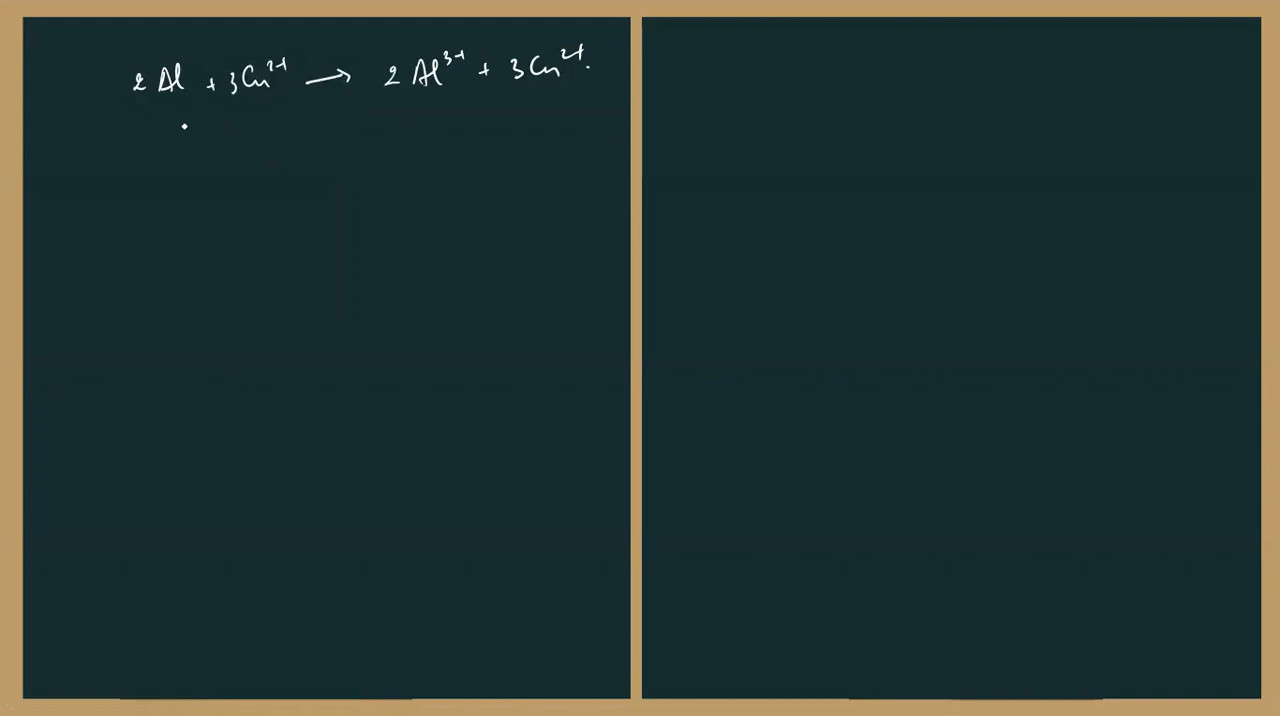 2 Al + 3Cu²⁺ → 2 Al³⁺ + 3Cu²⁺.